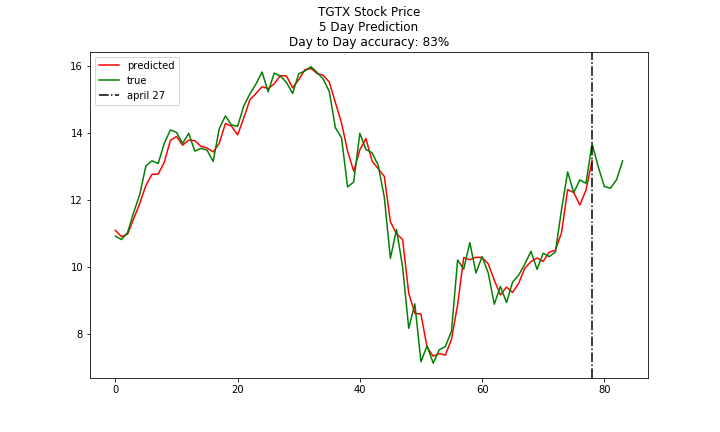 TGTX Stock Price
5 Day Prediction
Day to Day accuracy: 83%
predicted
true
april 27
16
14
12
10
8
0
20
40
60
80